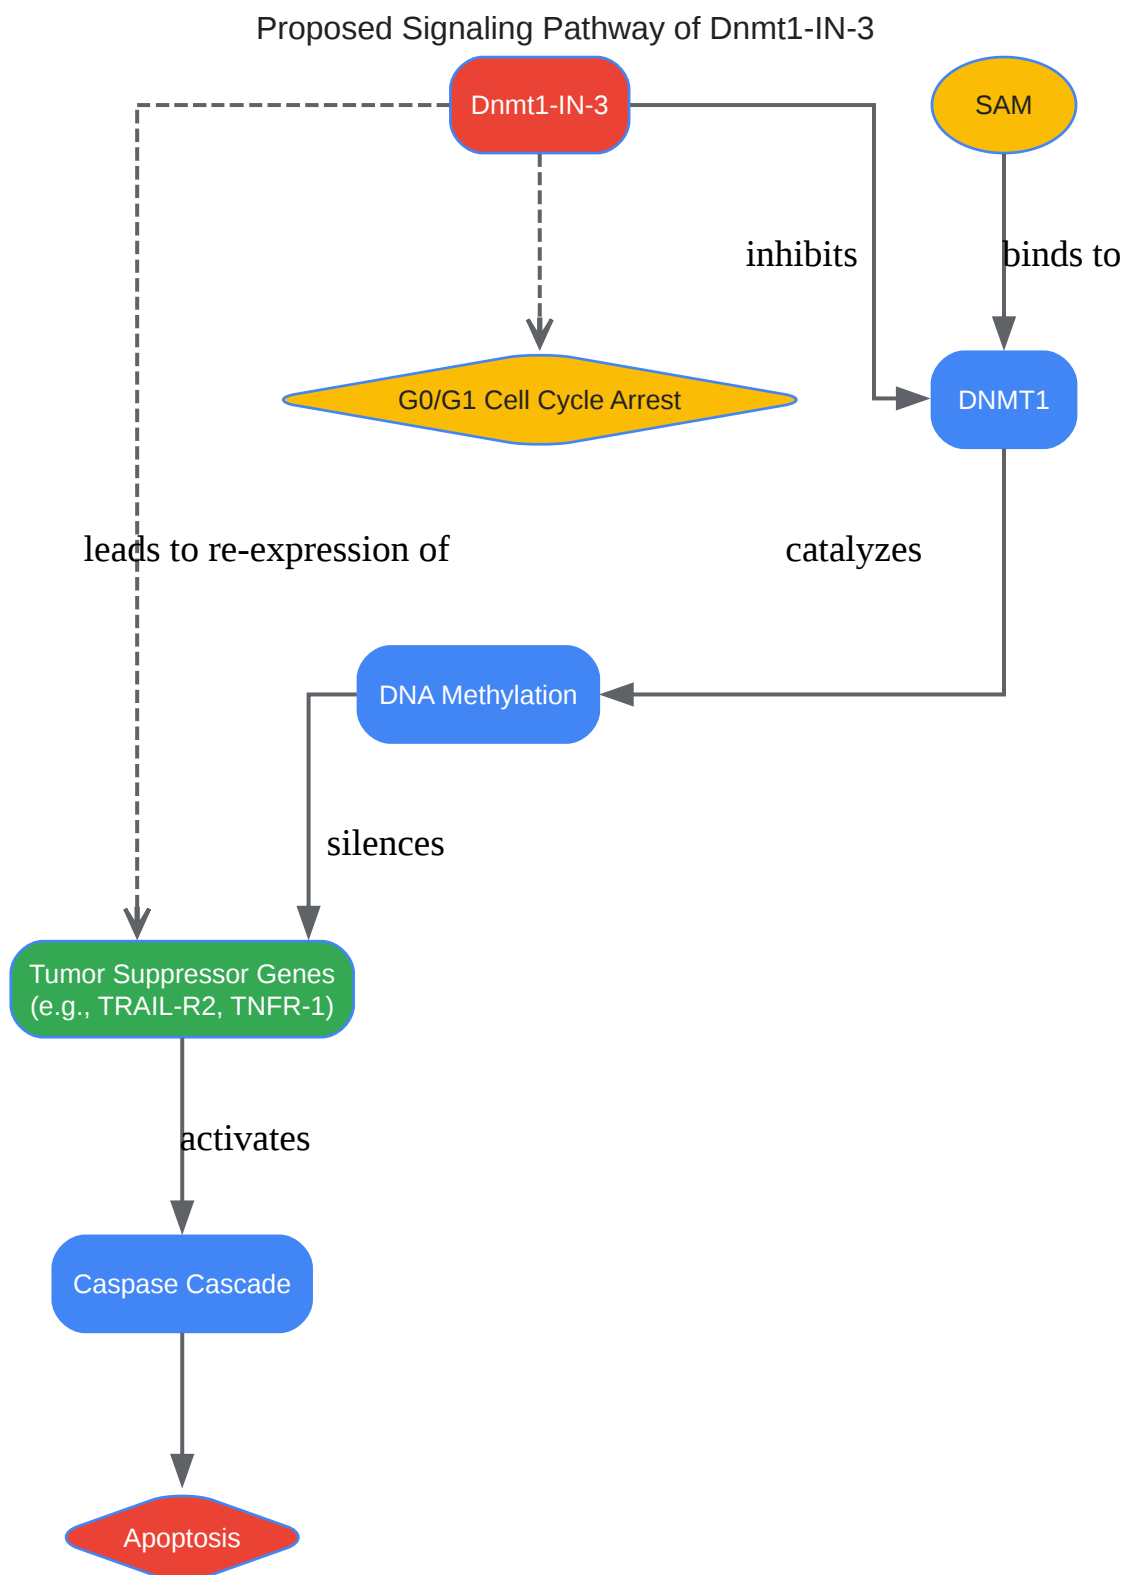 Proposed Signaling Pathway of Dnmt1-IN-3
Dnmt1-IN-3
SAM
inhibits
binds to
G0/G1 Cell Cycle Arrest
DNMT1
leads to re-expression of
catalyzes
DNA Methylation
silences
Tumor Suppressor Genes
(e.g., TRAIL-R2, TNFR-1)
activates
Caspase Cascade
Apoptosis